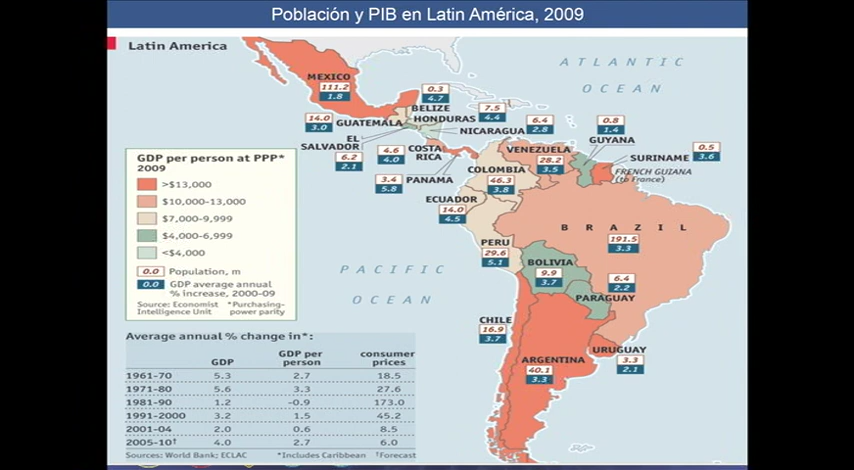 Población y PIB en Latin América, 2009
Latin America
ATLANTIC
OCEAN
MEXICO
111.2
1.8
0.3
4.7
BELIZE
HONDURAS
7.5
4.4
14.0
3.0
GUATEMALA
NICARAGUA
6.4
2.8
0.8
1.4
GUYANA
EL
SALVADOR
6.2
2.1
4.6
4.0
COSTA
RICA
VENEZUELA
28.2
3.5
SURINAME
0.5
3.6
FRENCH GUIANA
(to France)
3.4
5.8
PANAMA
COLOMBIA
46.3
3.8
ECUADOR
14.0
4.5
BRAZIL
191.5
3.3
PERU
29.6
5.1
BOLIVIA
9.9
3.7
6.4
2.2
PARAGUAY
PACIFIC
OCEAN
CHILE
16.9
3.7
ARGENTINA
40.1
3.3
URUGUAY
3.3
2.1
GDP per person at PPP*
2009
>$13,000
$10,000-13,000
$7,000-9,999
$4,000-6,999
<$4,000
0.0 Population, m
0.0 GDP average annual
% increase, 2000-09
Source: Economist *Purchasing-
Intelligence Unit power parity
Average annual % change in*:
GDP GDP per person consumer prices
1961-70 5.3 2.7 18.5
1971-80 5.6 3.3 27.6
1981-90 1.2 -0.9 173.0
1991-2000 3.2 1.5 45.2
2001-04 2.0 0.6 8.5
2005-10† 4.0 2.7 6.0
Sources: World Bank; ECLAC *Includes Caribbean †Forecast